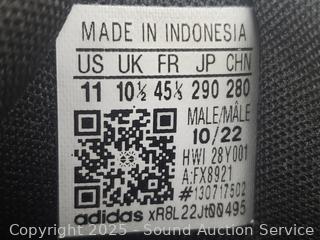 MADE IN INDONESIA
US UK FR JP CHN
11 10½ 45⅓ 290 280
MALE/MÂLE
10/22
HWI 28Y001
A:FX8921
#130717502
adidas xR8L22Jt00495
Copyright 2025 - Sound Auction Service